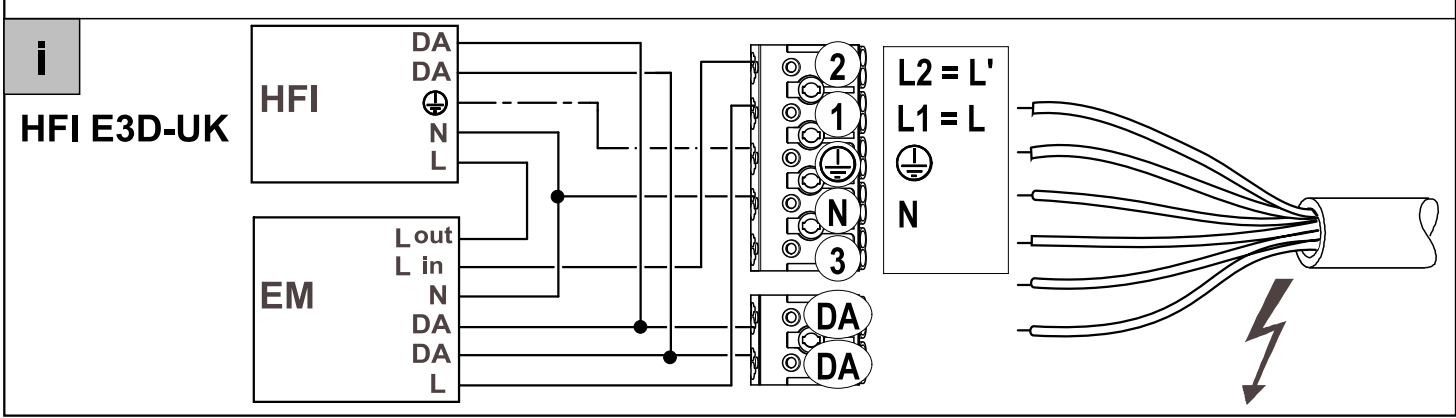 i
HFI E3D-UK
HFI
DA
DA
N
L
EM
L out
L in
N
DA
DA
L
2
1
N
3
DA
DA
L2 = L'
L1 = L
N